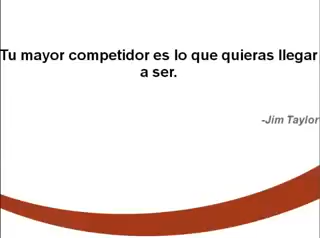 Tu mayor competidor es lo que quieras llegar
a ser.
-Jim Taylor